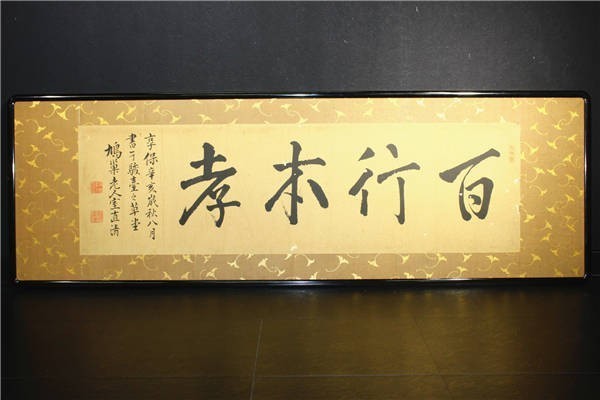 百行本孝
享保辛亥歳秋八月
書于駿臺之草堂
鳩巣老人室直清